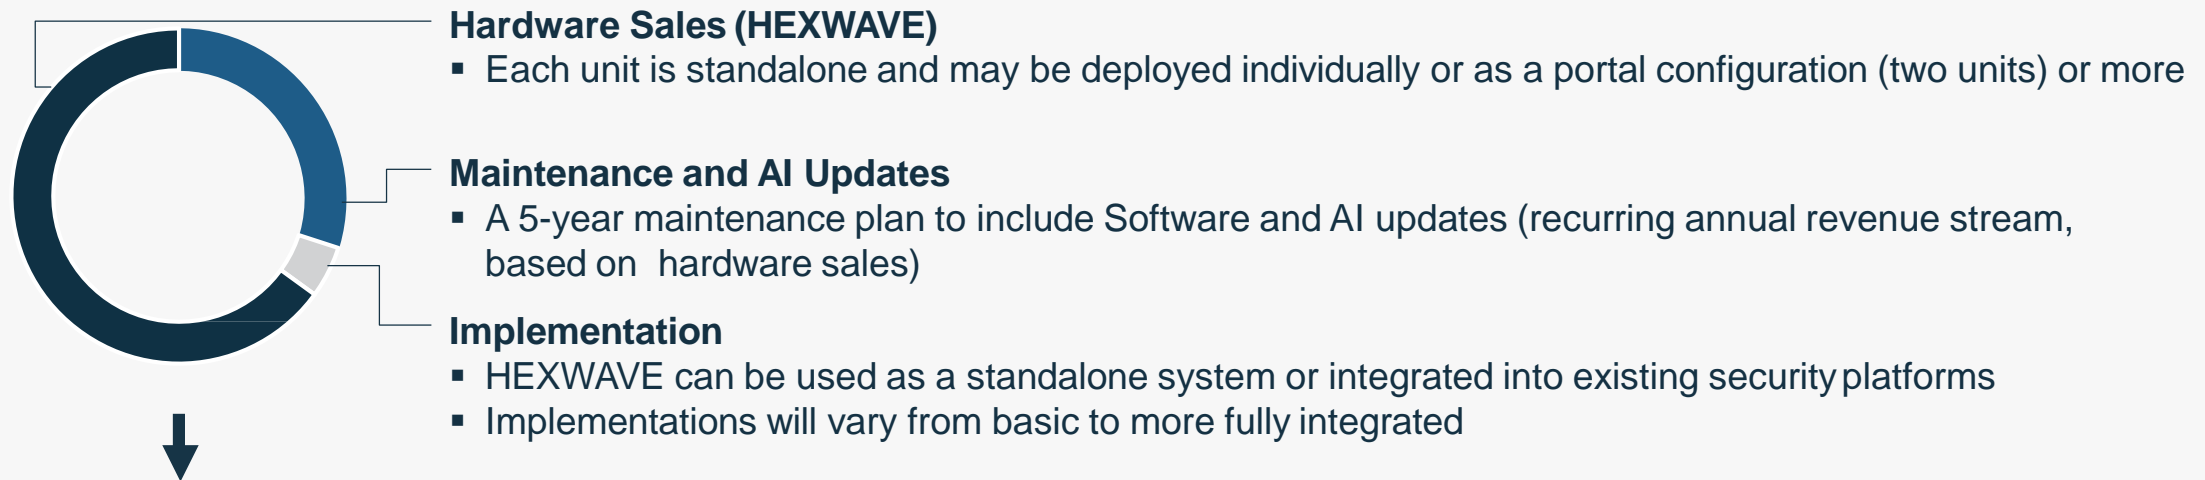 Hardware Sales (HEXWAVE)
▪ Each unit is standalone and may be deployed individually or as a portal configuration (two units) or more
Maintenance and AI Updates
▪ A 5-year maintenance plan to include Software and AI updates (recurring annual revenue stream,
based on hardware sales)
Implementation
▪ HEXWAVE can be used as a standalone system or integrated into existing security platforms
▪ Implementations will vary from basic to more fully integrated